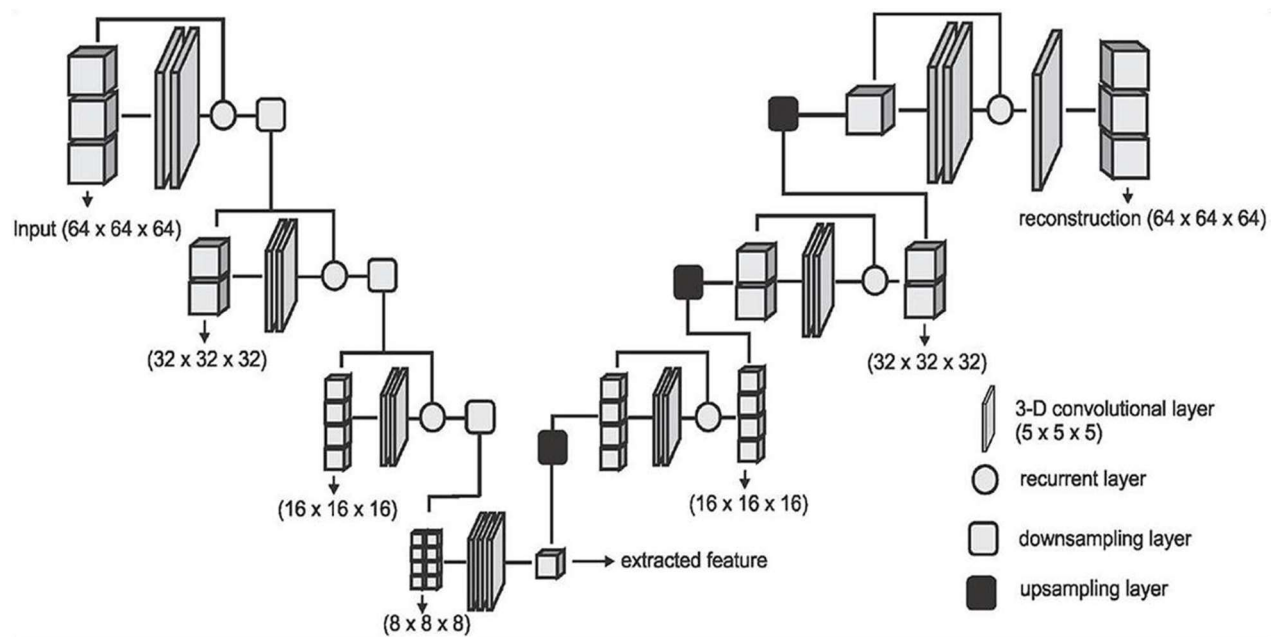 Input (64 x 64 x 64)
reconstruction (64 x 64 x 64)
(32 x 32 x 32)
(32 x 32 x 32)
3-D convolutional layer
(5 x 5 x 5)
recurrent layer
(16 x 16 x 16)
(16 x 16 x 16)
downsampling layer
extracted feature
upsampling layer
(8 x 8 x 8)